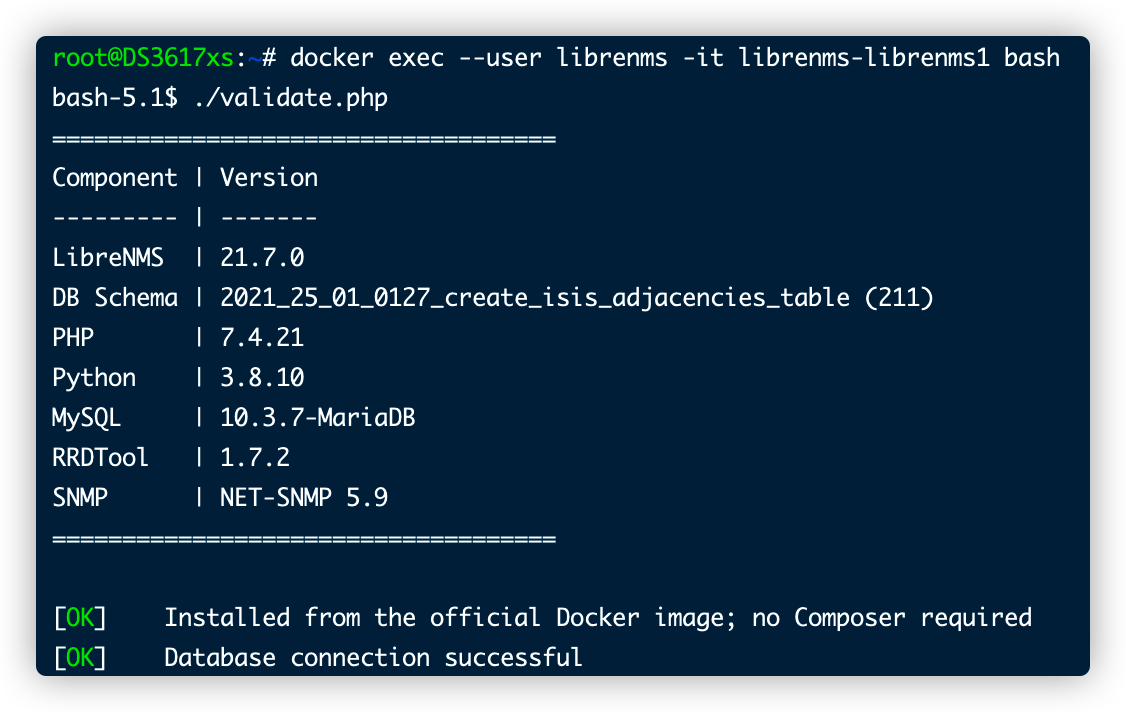 root@DS3617xs:~# docker exec --user librenms -it librenms-librenms1 bash
bash-5.1$ ./validate.php
====================================
Component | Version
--------- | -------
LibreNMS  | 21.7.0
DB Schema | 2021_25_01_0127_create_isis_adjacencies_table (211)
PHP       | 7.4.21
Python    | 3.8.10
MySQL     | 10.3.7-MariaDB
RRDTool   | 1.7.2
SNMP      | NET-SNMP 5.9
====================================
[OK]    Installed from the official Docker image; no Composer required
[OK]    Database connection successful